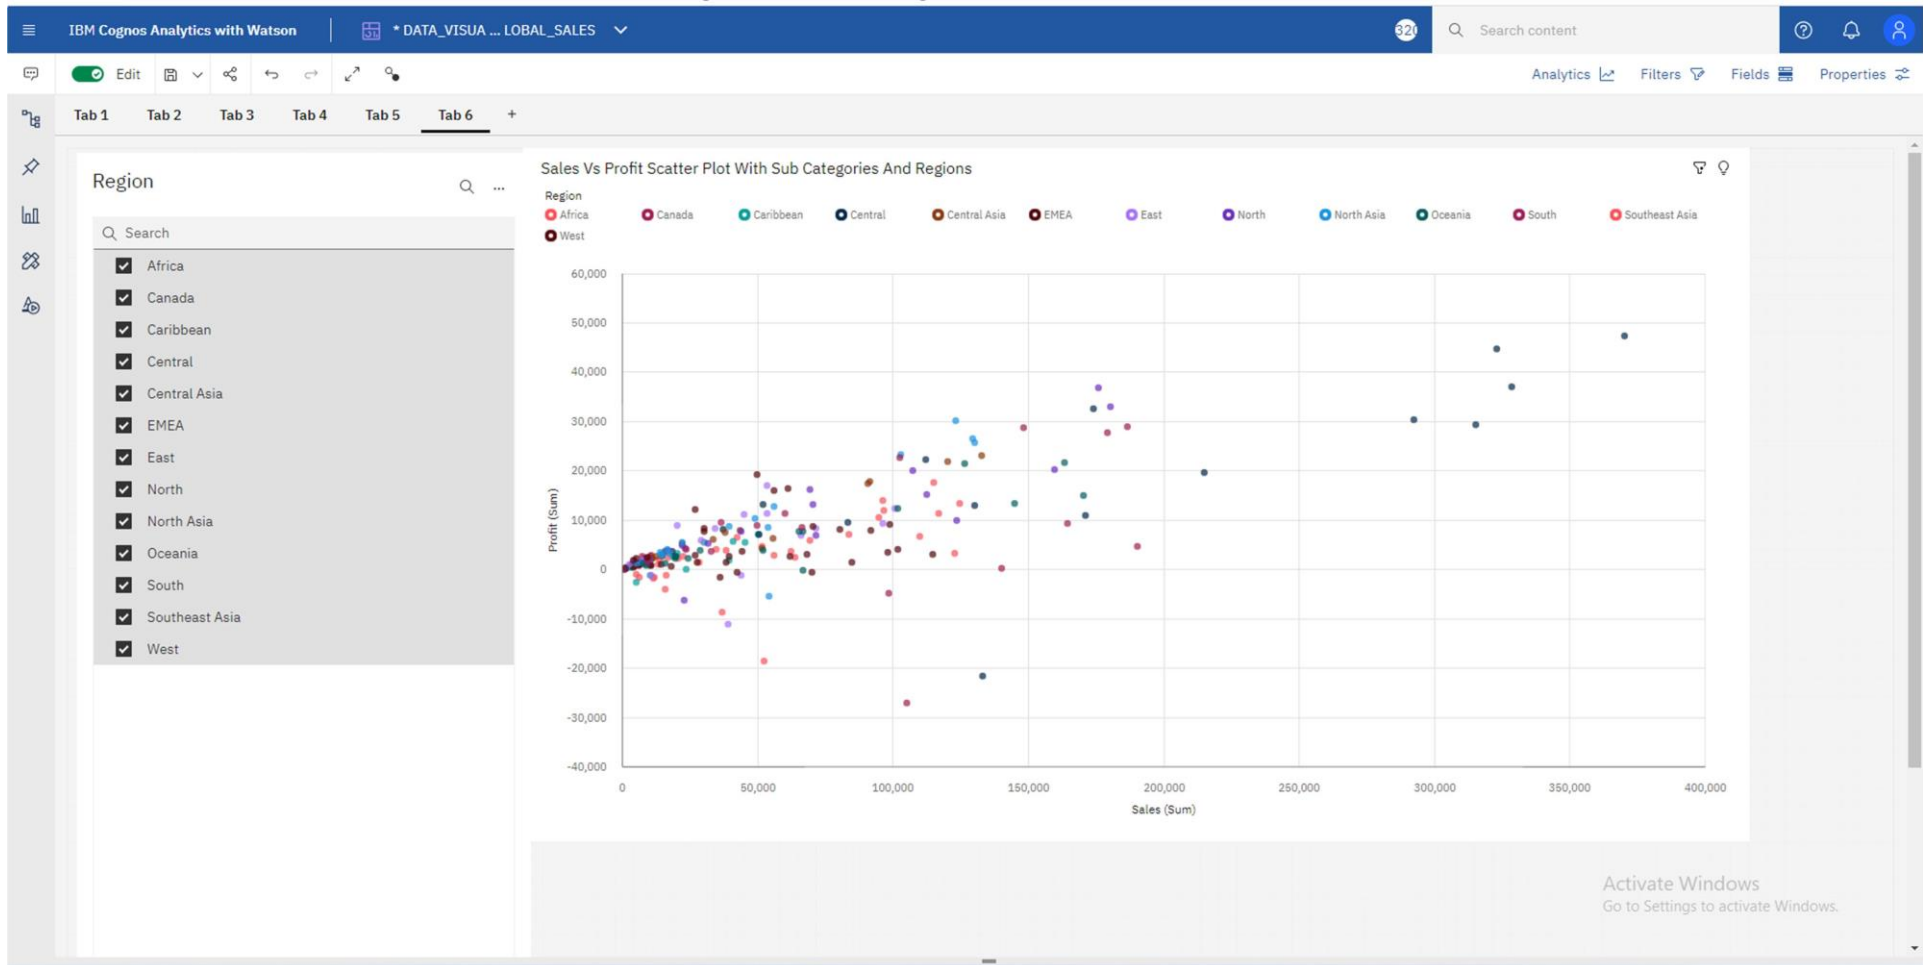 IBM Cognos Analytics with Watson
* DATA_VISUA ... LOBAL_SALES
Search content
Edit
Analytics
Filters
Fields
Properties
Tab 1 Tab 2 Tab 3 Tab 4 Tab 5 Tab 6 +
Region
Search
Africa
Canada
Caribbean
Central
Central Asia
EMEA
East
North
North Asia
Oceania
South
Southeast Asia
West
Sales Vs Profit Scatter Plot With Sub Categories And Regions
Region
Africa Canada Caribbean Central Central Asia EMEA East North North Asia Oceania South Southeast Asia
West
60,000
50,000
40,000
30,000
20,000
10,000
0
-10,000
-20,000
-30,000
-40,000
Profit (Sum)
0 50,000 100,000 150,000 200,000 250,000 300,000 350,000 400,000
Sales (Sum)
Activate Windows
Go to Settings to activate Windows.